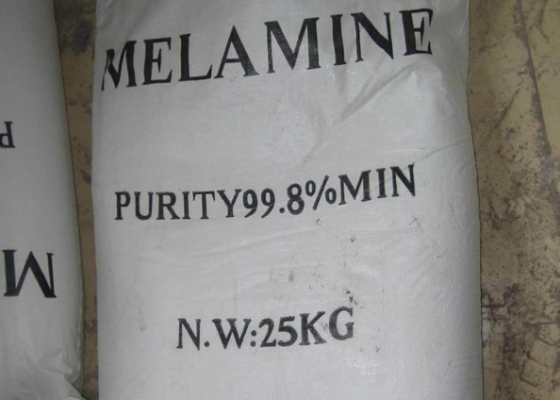 MELAMINE
PURITY99.8%MIN
N.W:25KG
P
M